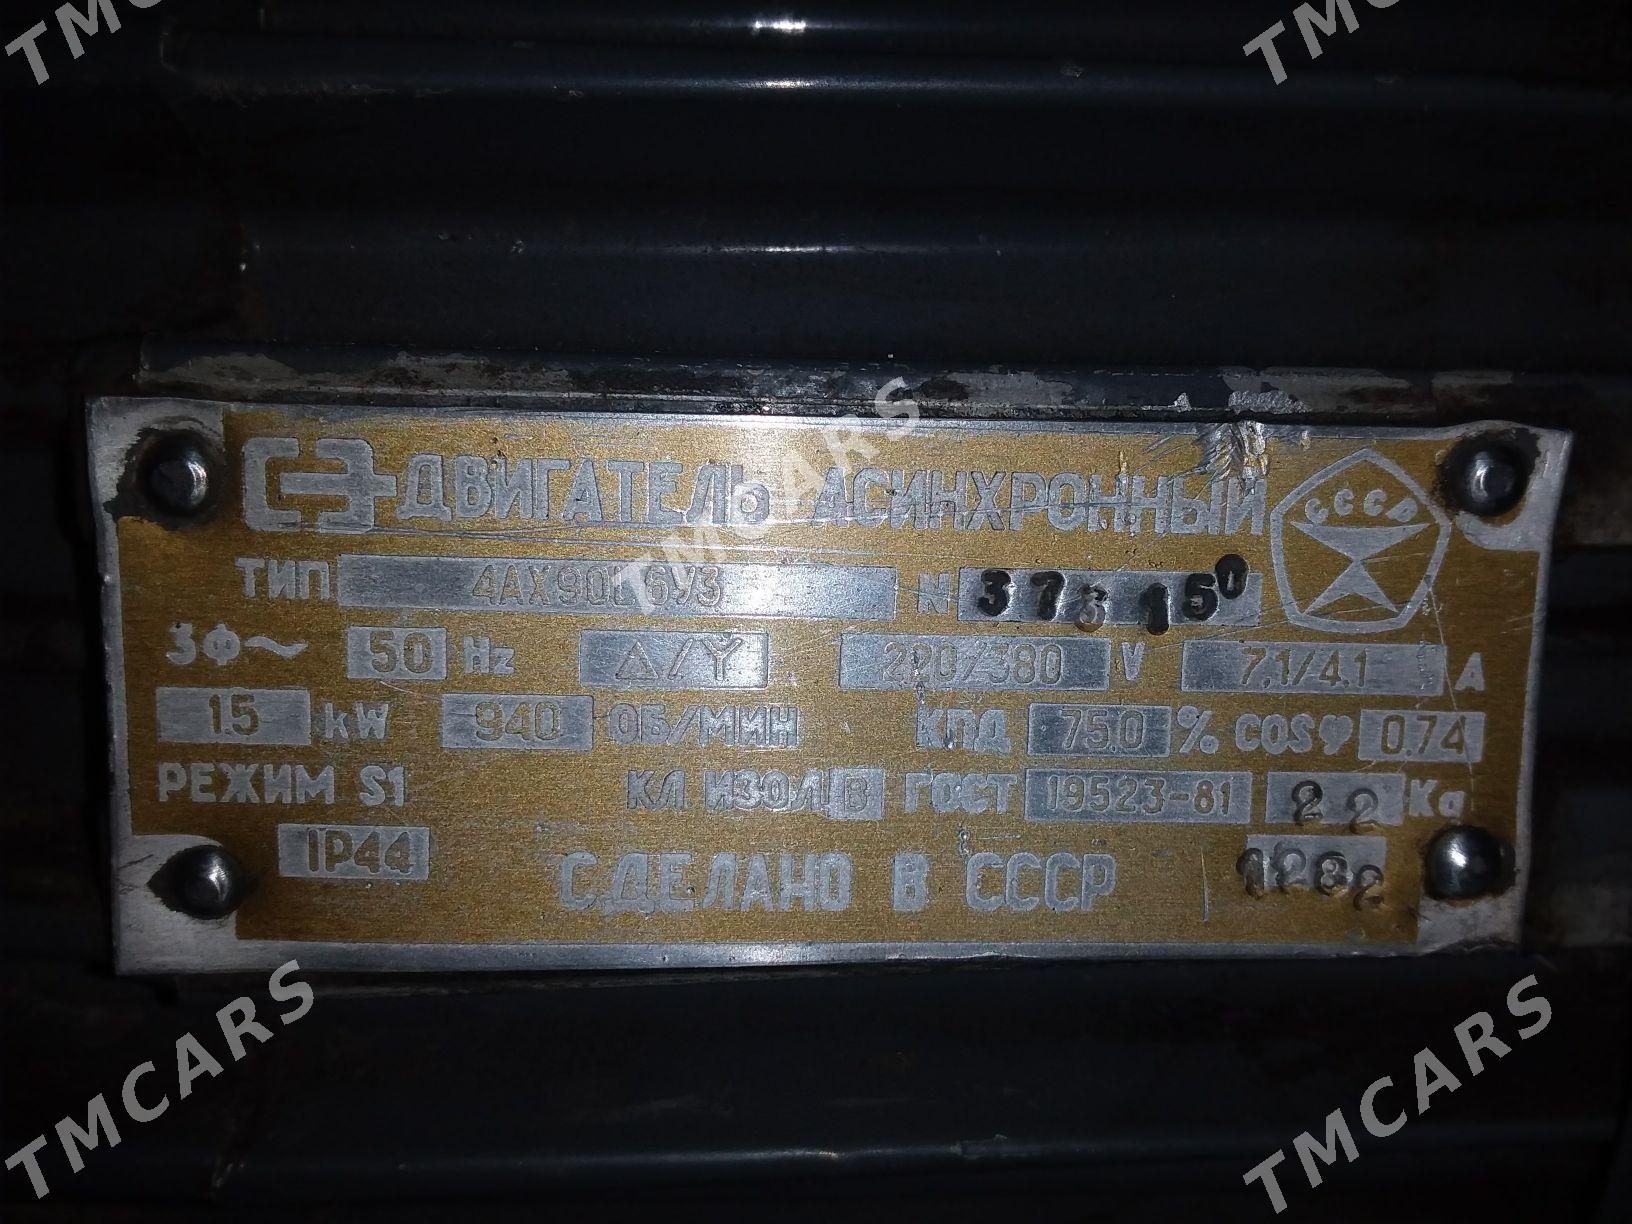 TMCARS TMCARS
ДВИГАТЕЛЬ АСИНХРОННЫЙ СССР
TMCARS
ТИП 4АХ90L6У3 N 373150
3Ф~ 50 Hz △/Y 220/380 V 7,1/4,1 A
1.5 kW 940 ОБ/МИН КПД 75.0 % COSφ 0.74
РЕЖИМ S1 КЛ. ИЗОЛ. В ГОСТ 19523-81 22 Kg
IP44 СДЕЛАНО В СССР
TMCARS TMCARS